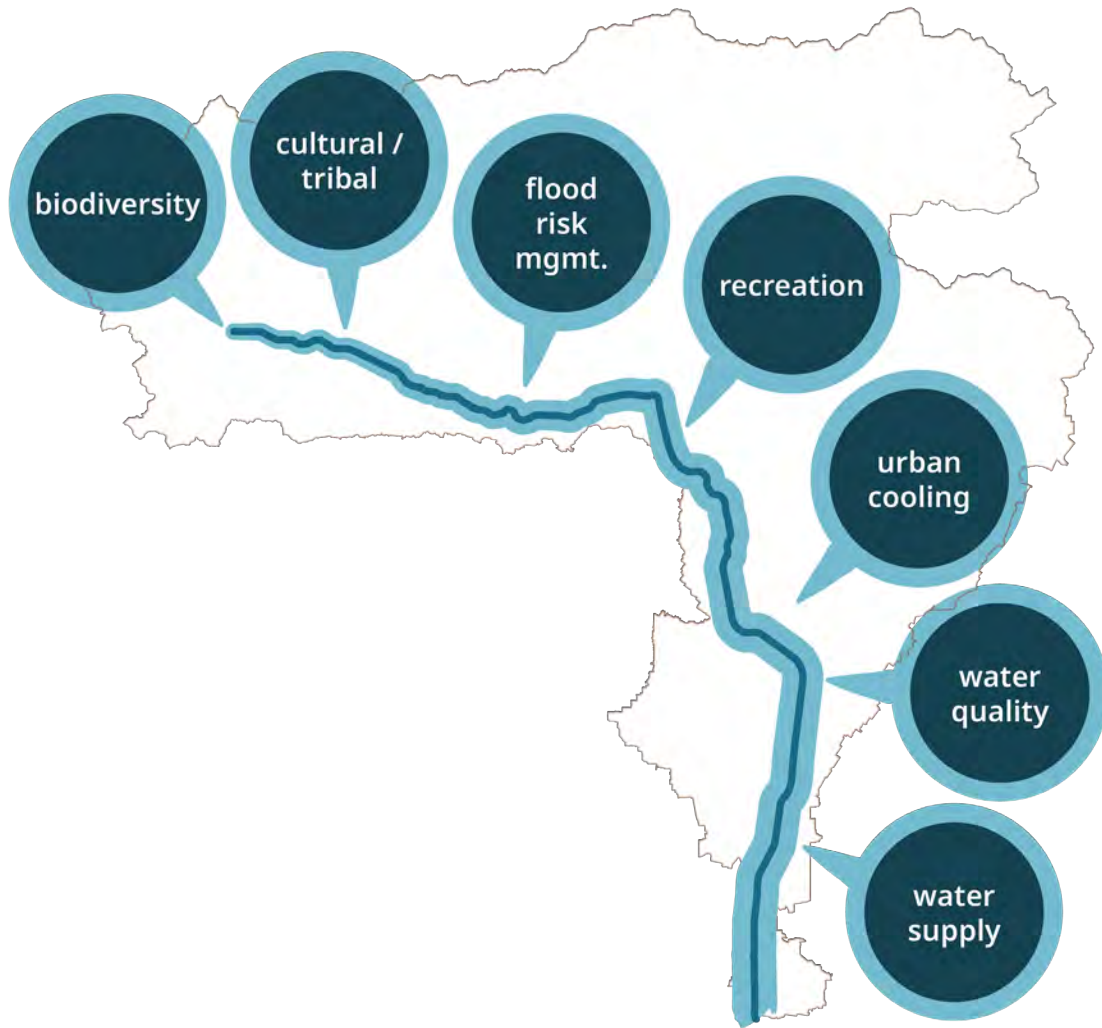 biodiversity
cultural /
tribal
flood
risk
mgmt.
recreation
urban
cooling
water
quality
water
supply